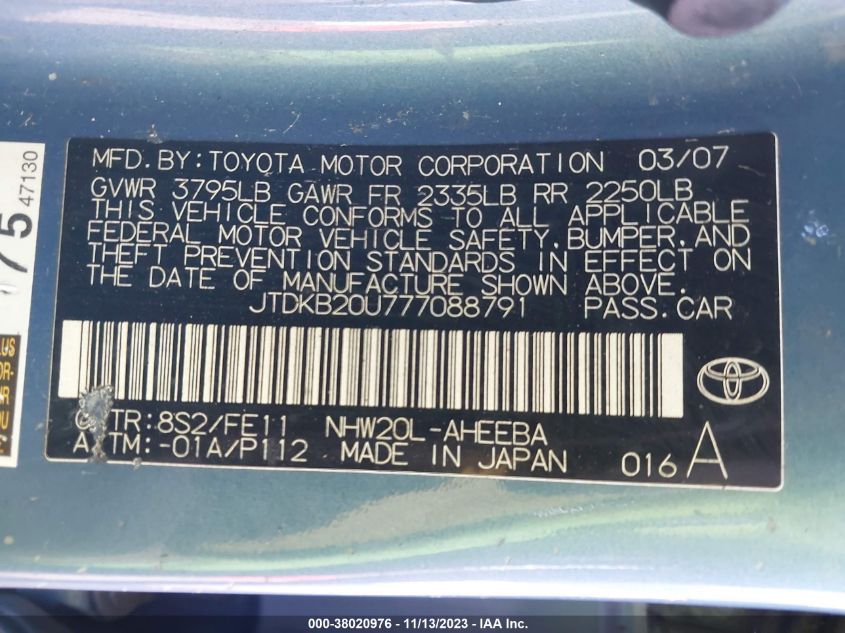 MFD. BY: TOYOTA MOTOR CORPORATION 03/07
GVWR 3795LB GAWR FR 2335LB RR 2250LB
THIS VEHICLE CONFORMS TO ALL APPLICABLE
FEDERAL MOTOR VEHICLE SAFETY, BUMPER, AND
THEFT PREVENTION STANDARDS IN EFFECT ON
THE DATE OF MANUFACTURE SHOWN ABOVE.
JTDKB20U777088791 PASS. CAR
TR: 8S2/FE11 NHW20L-AHEEBA
TM: -01A/P112 MADE IN JAPAN 016 A
75
47130
000-38020976 - 11/13/2023 - IAAI, Inc.